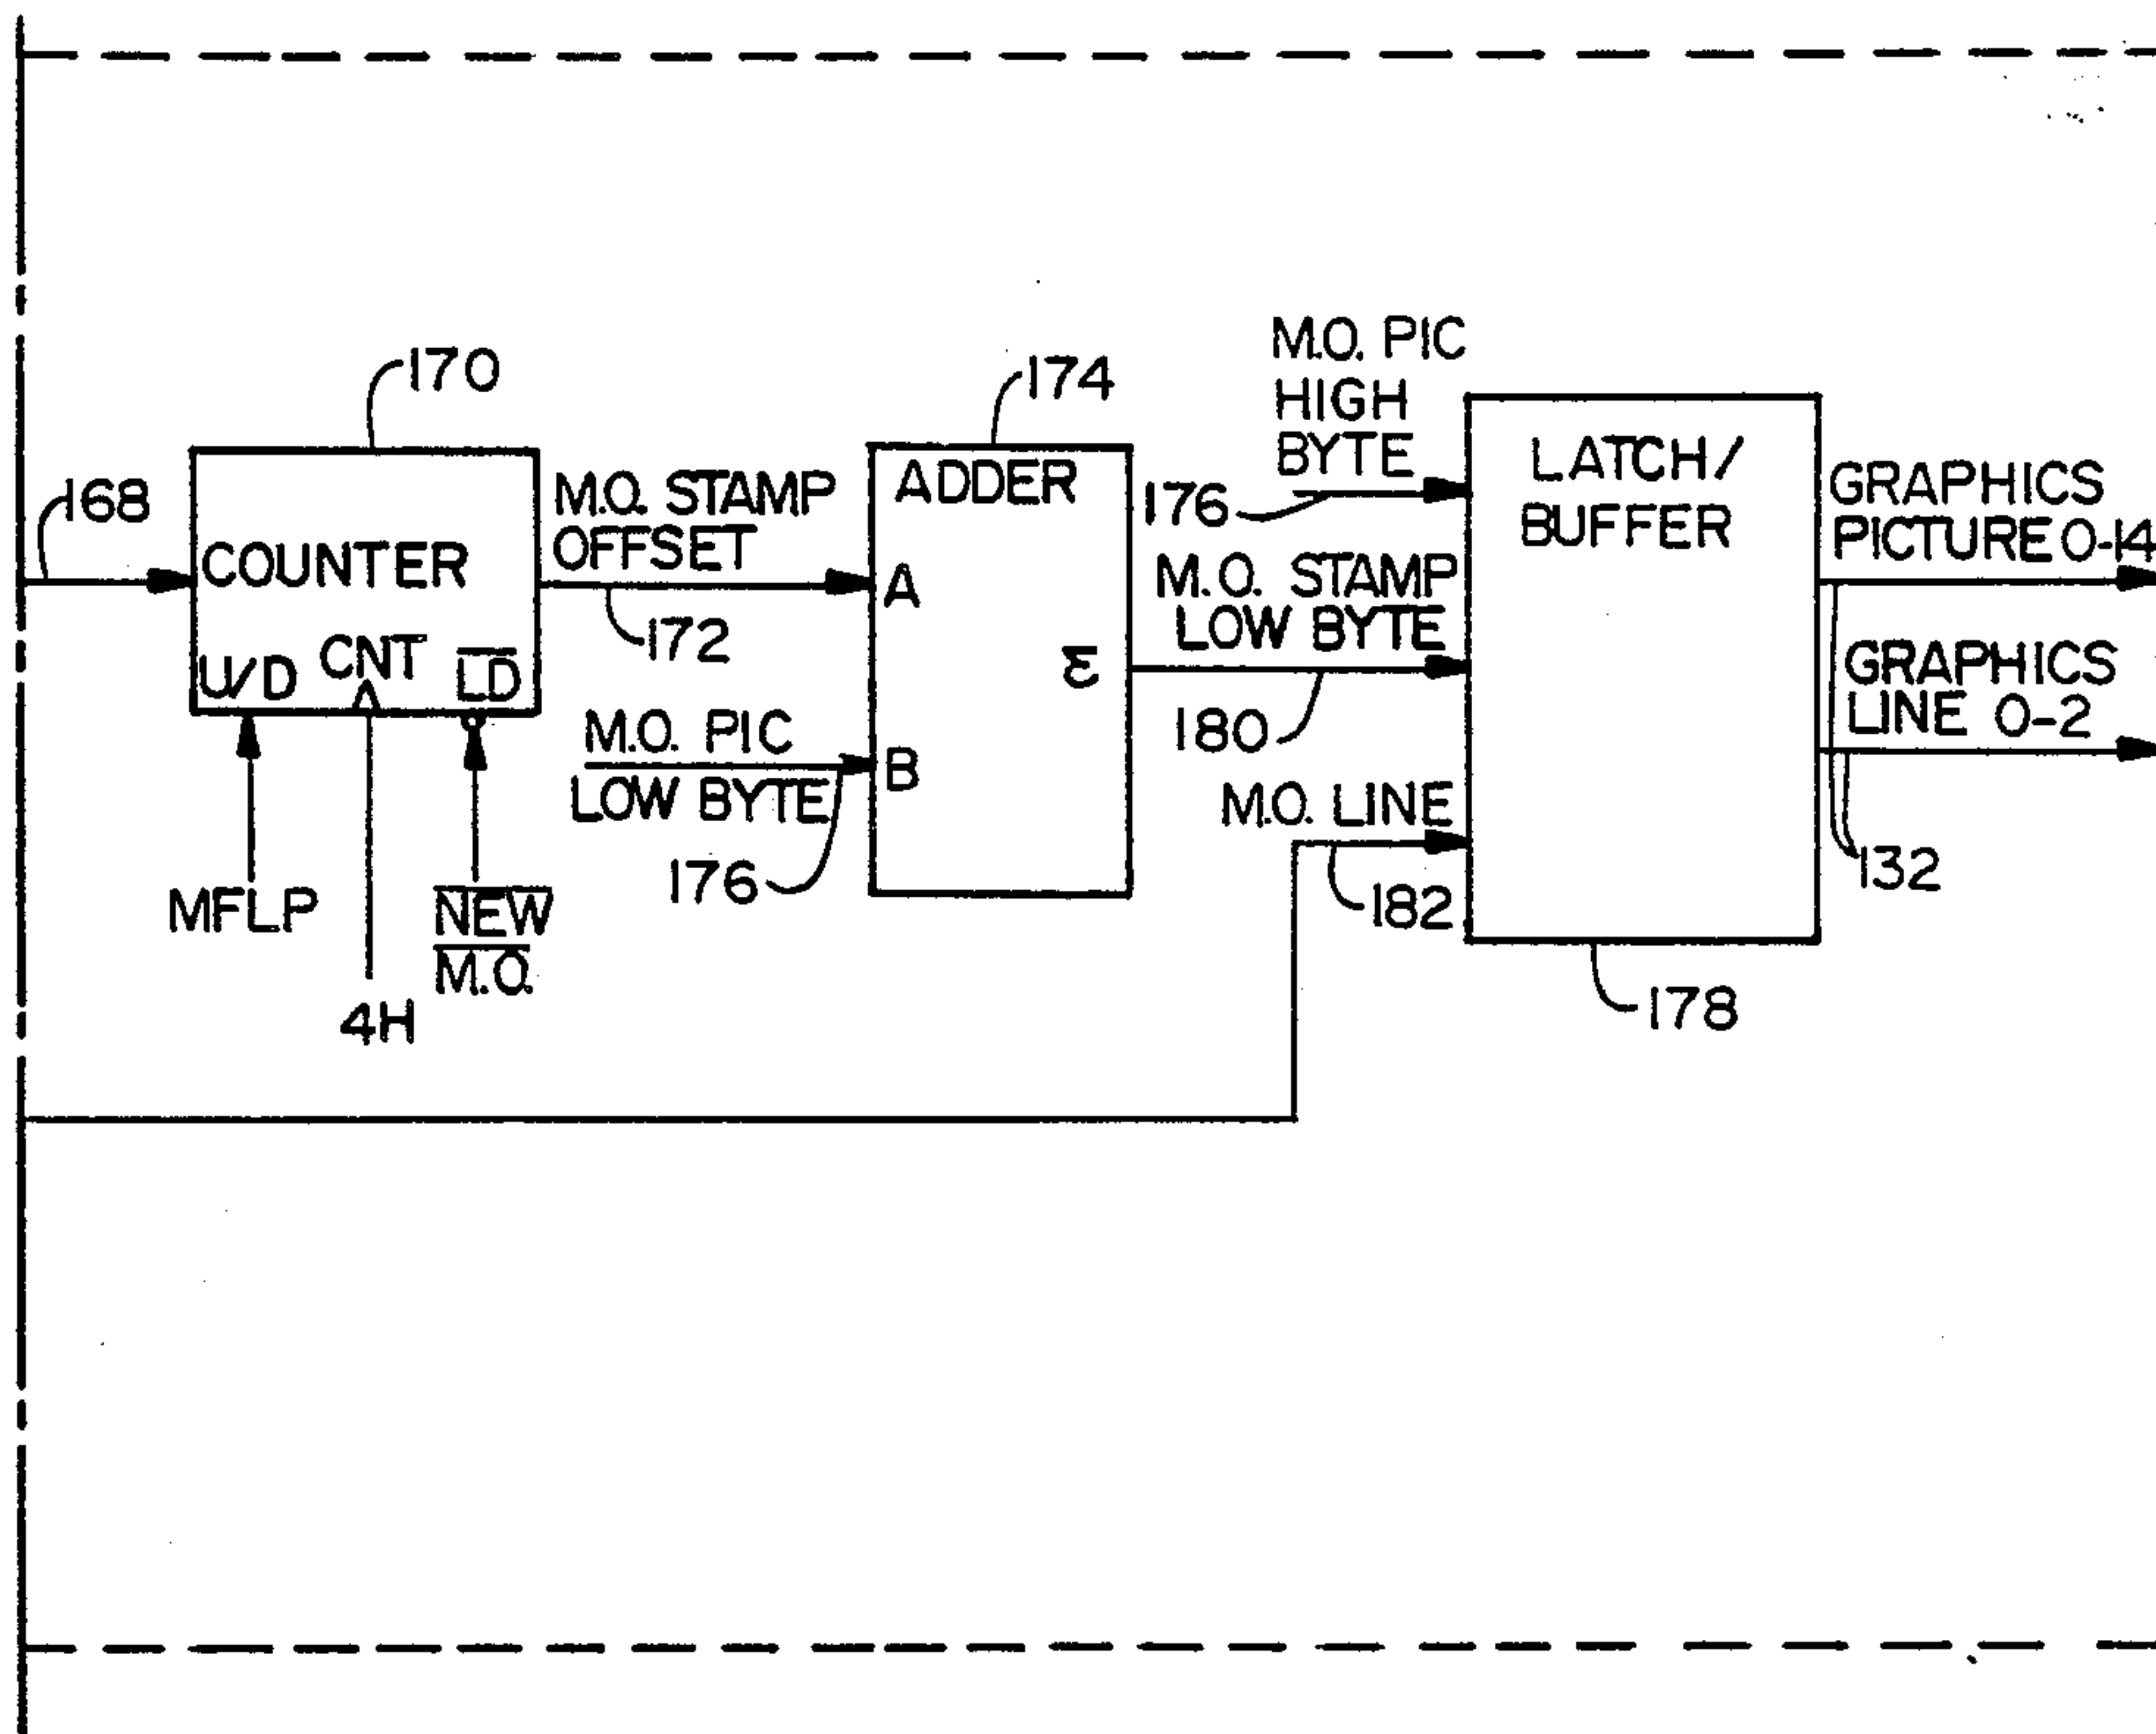 170
168
COUNTER
U/D
CNT
LD
MFLP
4H
NEW
M.O.
M.O. STAMP
OFFSET
172
M.O. PIC
LOW BYTE
176
174
ADDER
A
B
Σ
M.O. PIC
HIGH
BYTE
176
M.O. STAMP
LOW BYTE
180
M.O. LINE
182
LATCH/
BUFFER
178
GRAPHICS
PICTURE 0-14
GRAPHICS
LINE 0-2
132